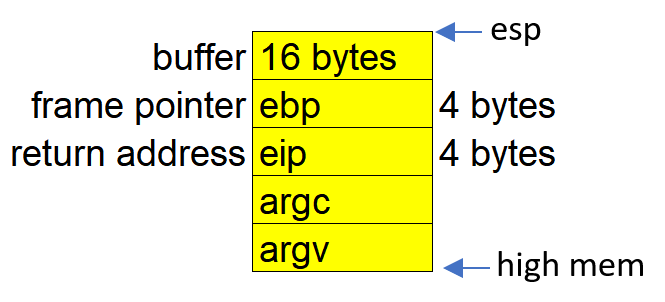 esp
buffer 16 bytes
frame pointer ebp 4 bytes
return address eip 4 bytes
argc
argv
high mem